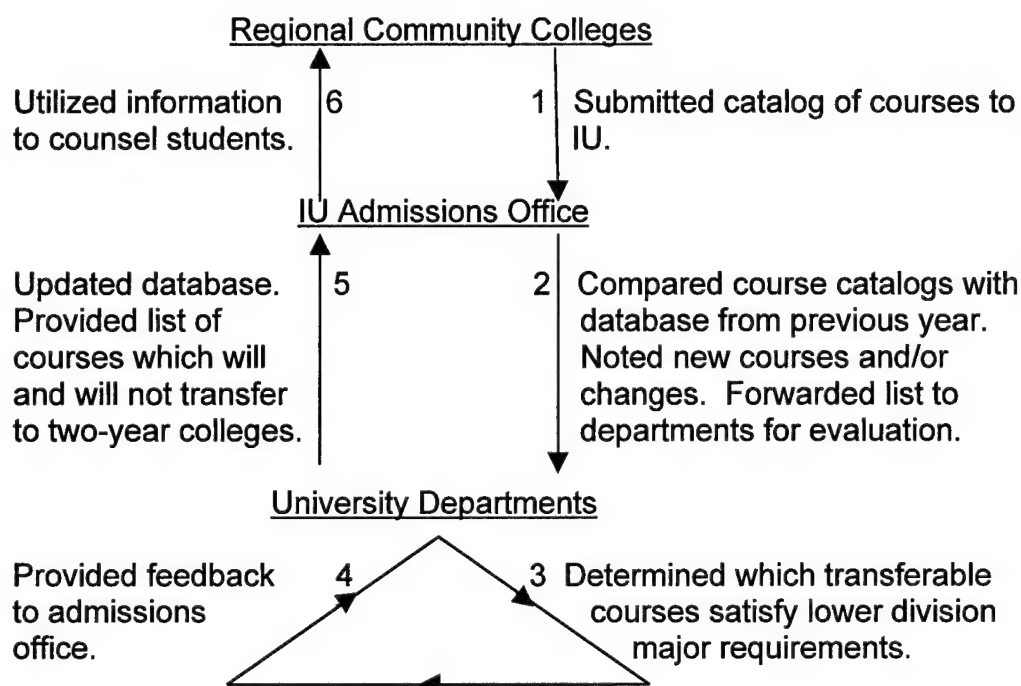 Regional Community Colleges
Utilized information
to counsel students.
6
1
Submitted catalog of courses to
IU.
IU Admissions Office
Updated database.
Provided list of
courses which will
and will not transfer
to two-year colleges.
5
2
Compared course catalogs with
database from previous year.
Noted new courses and/or
changes. Forwarded list to
departments for evaluation.
University Departments
Provided feedback
to admissions
office.
4
3
Determined which transferable
courses satisfy lower division
major requirements.